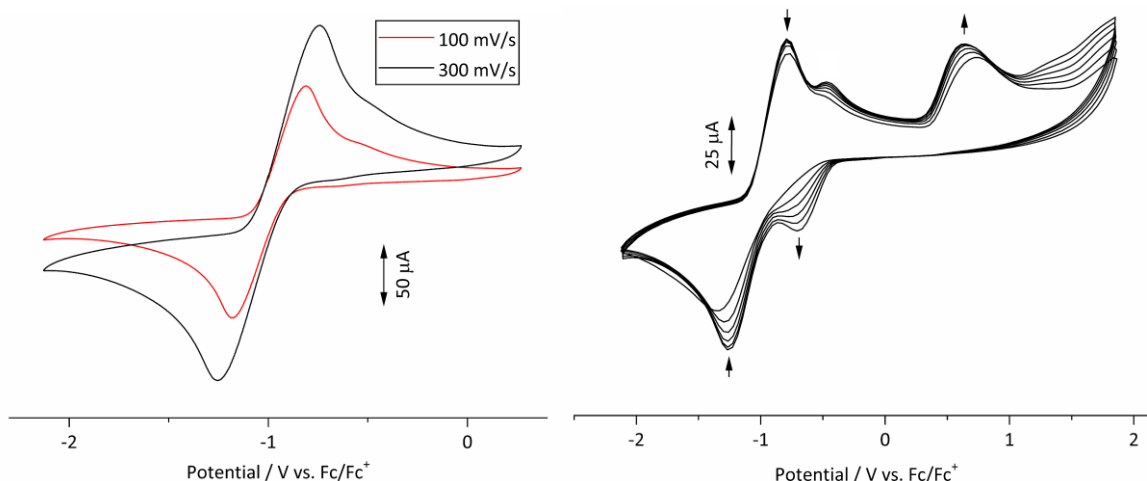 100 mV/s
300 mV/s
50 µA
-2
-1
0
Potential / V vs. Fc/Fc⁺
25 µA
-2
-1
0
1
2
Potential / V vs. Fc/Fc⁺